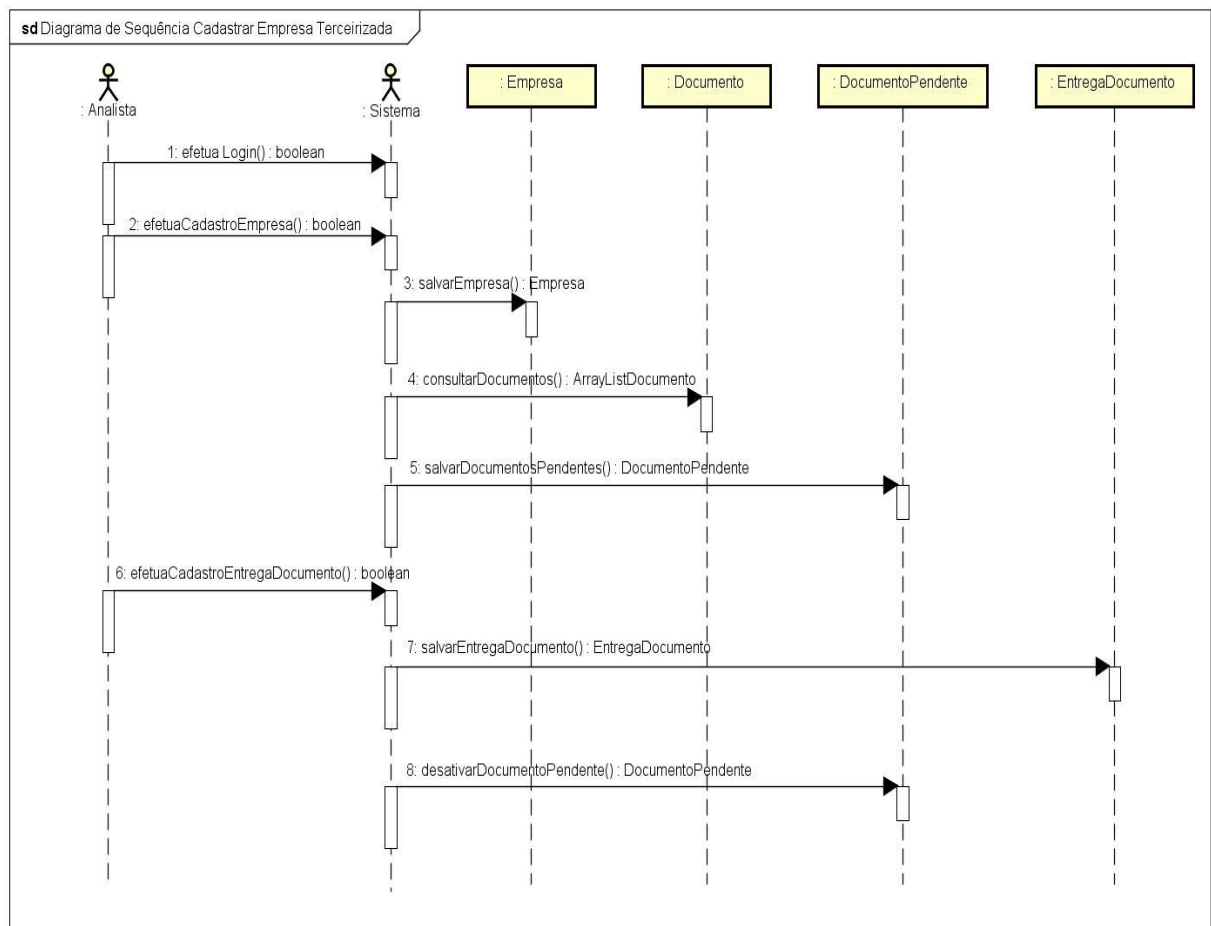 sd Diagrama de Sequência Cadastrar Empresa Terceirizada
: Analista
: Sistema
: Empresa
: Documento
: DocumentoPendente
: EntregaDocumento
1: efetua Login() : boolean
2: efetuaCadastroEmpresa() : boolean
3: salvarEmpresa() : Empresa
4: consultarDocumentos() : ArrayListDocumento
5: salvarDocumentosPendentes() : DocumentoPendente
6: efetuaCadastroEntregaDocumento() : boolean
7: salvarEntregaDocumento() : EntregaDocumento
8: desativarDocumentoPendente() : DocumentoPendente